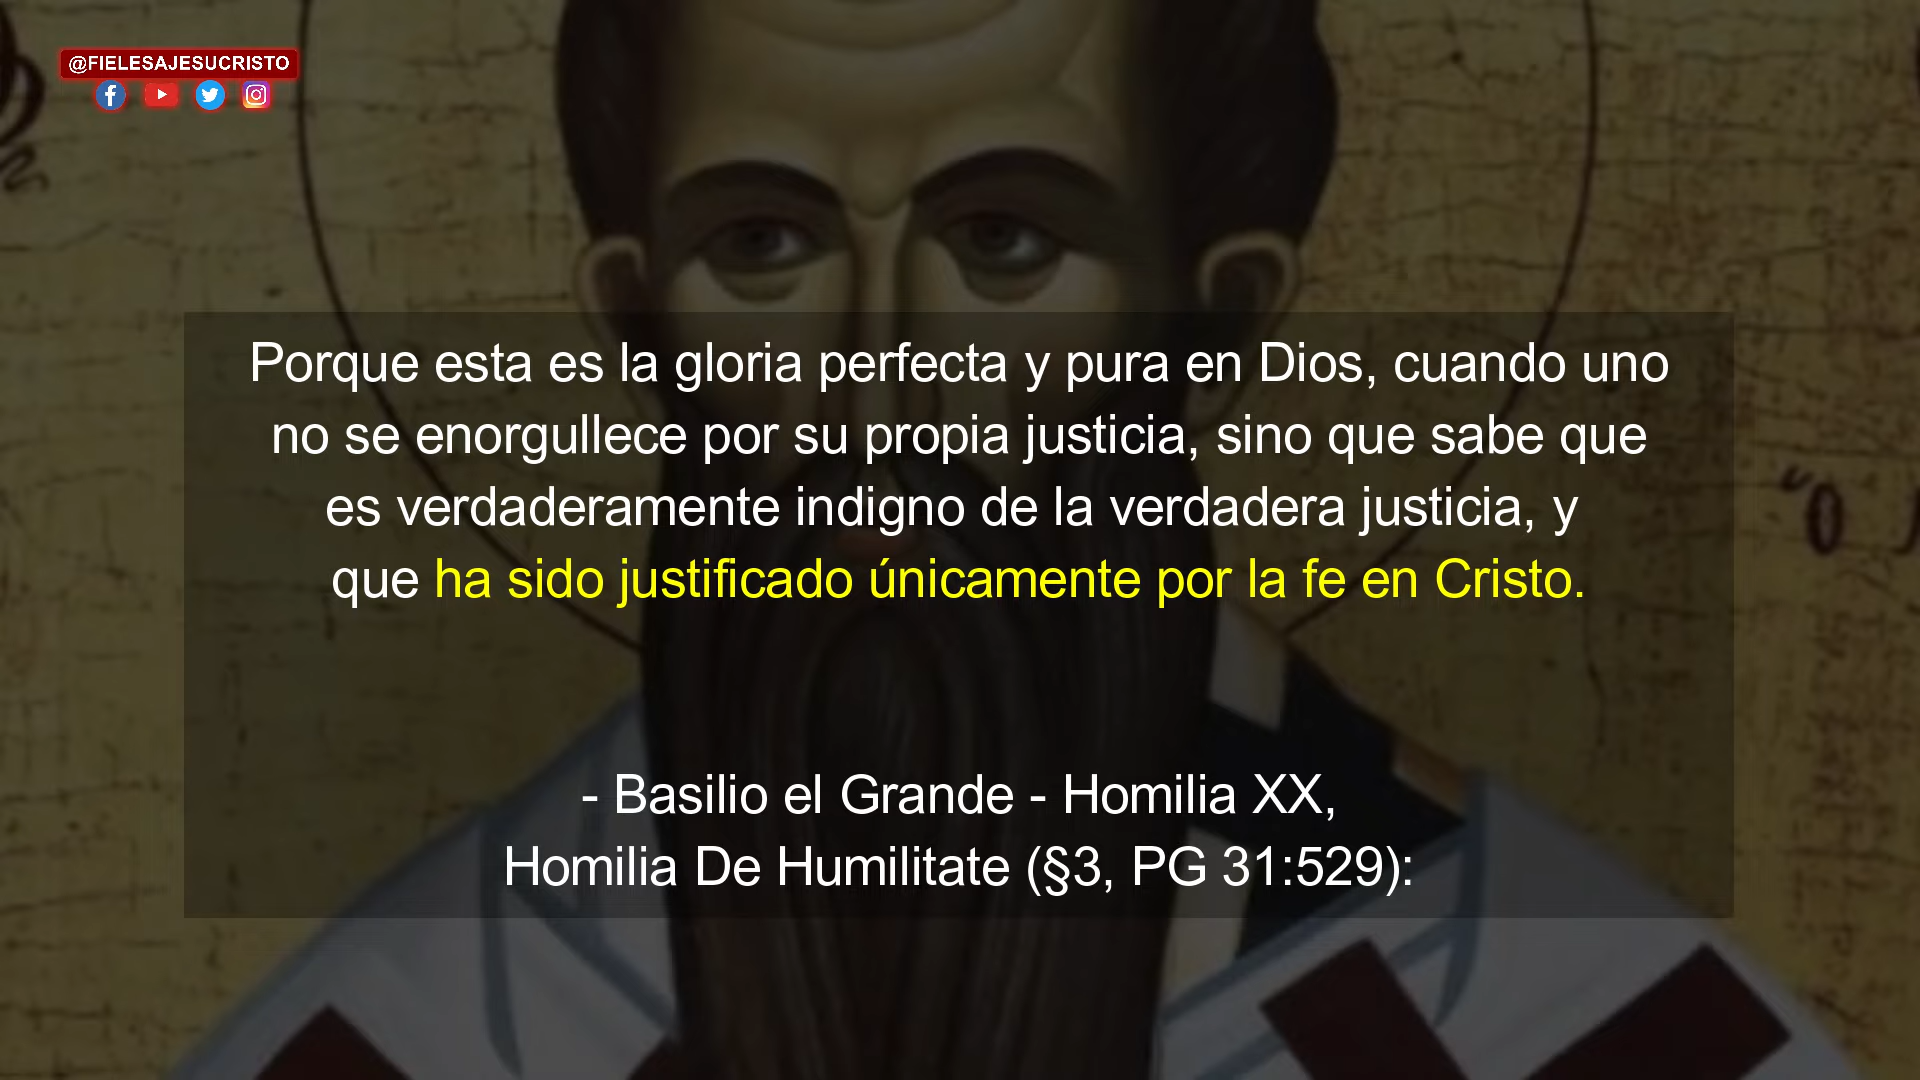 @FIELESAJESUCRISTO
Porque esta es la gloria perfecta y pura en Dios, cuando uno
no se enorgullece por su propia justicia, sino que sabe que
es verdaderamente indigno de la verdadera justicia, y
que ha sido justificado únicamente por la fe en Cristo.
- Basilio el Grande - Homilia XX,
Homilia De Humilitate (§3, PG 31:529):